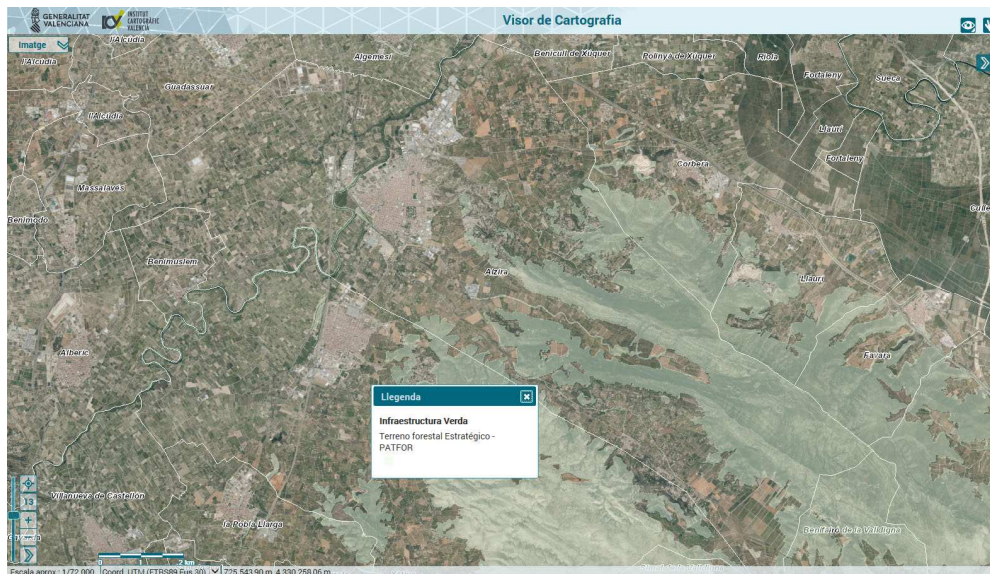 GENERALITAT
VALENCIANA
ICV
INSTITUT
CARTOGRÀFIC
VALENCIÀ
Visor de Cartografia
Imatge
l'Alcúdia
l'Alcúdia
Algemesí
Benicull de Xúquer
Polinyà de Xúquer
Riola
Fortaleny
Sueca
Guadassuar
l'Alcúdia
Llaurí
Fortaleny
Corbera
Massalavés
Benimodo
Benimuslem
Alzira
Llaurí
Alberic
Favara
Llegenda
Infraestructura Verda
Terreno forestal Estratégico -
PATFOR
13
Villanueva de Castellón
la Pobla Llarga
Benifairó de la Valldigna
0 1 2 km
Escala aprox.: 1/72.000
Coord. UTM (ETRS89 Fus 30)
725.543,90 m, 4.330.258,06 m